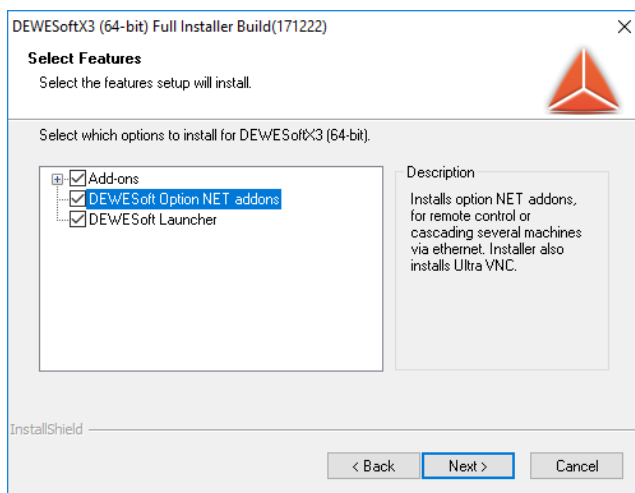 DEWESoftX3 (64-bit) Full Installer Build(171222)
Select Features
Select the features setup will install.
Select which options to install for DEWESoftX3 (64-bit).
Add-ons
DEWESoft Option NET addons
DEWESoft Launcher
Description
Installs option NET addons,
for remote control or
cascading several machines
via ethernet. Installer also
installs Ultra VNC.
InstallShield
< Back
Next >
Cancel